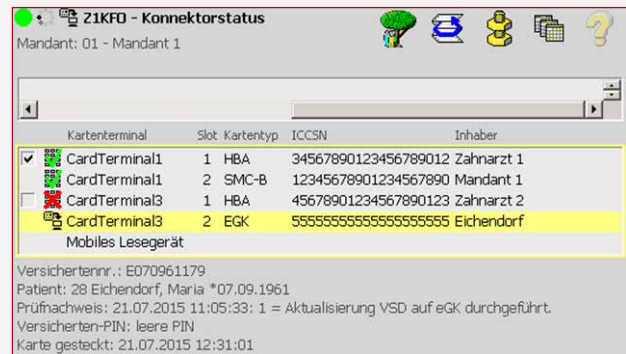 Z1KFO - Konnektorstatus
Mandant: 01 - Mandant 1
Kartenterminal Slot Kartentyp ICCSN Inhaber
CardTerminal1 1 HBA 34567890123456789012 Zahnarzt 1
CardTerminal1 2 SMC-B 12345678901234567890 Mandant 1
CardTerminal3 1 HBA 45678901234567890123 Zahnarzt 2
CardTerminal3 2 EGK 55555555555555555555 Eichendorf
Mobiles Lesegerät
Versichertennr.: E070961179
Patient: 28 Eichendorf, Maria *07.09.1961
Prüfnachweis: 21.07.2015 11:05:33: 1 = Aktualisierung VSD auf eGK durchgeführt.
Versicherten-PIN: leere PIN
Karte gesteckt: 21.07.2015 12:31:01